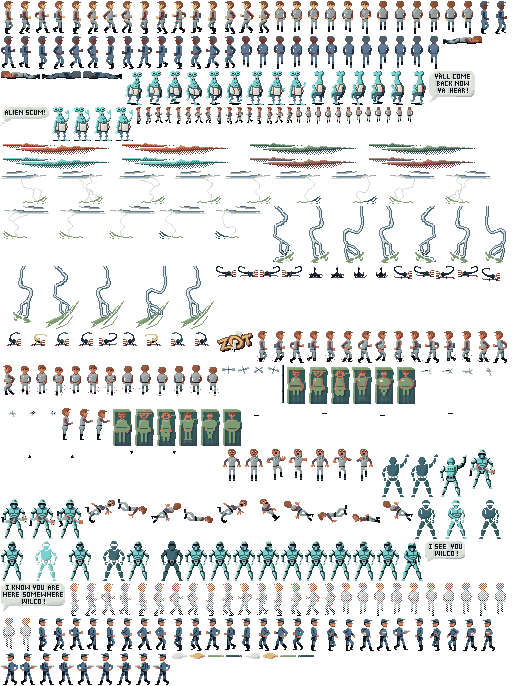 Y'ALL COME
BACK NOW
YA HEAR!
ALIEN SCUM!
ZOT
I SEE YOU
WILCO!
I KNOW YOU ARE
HERE SOMEWHERE
WILCO!